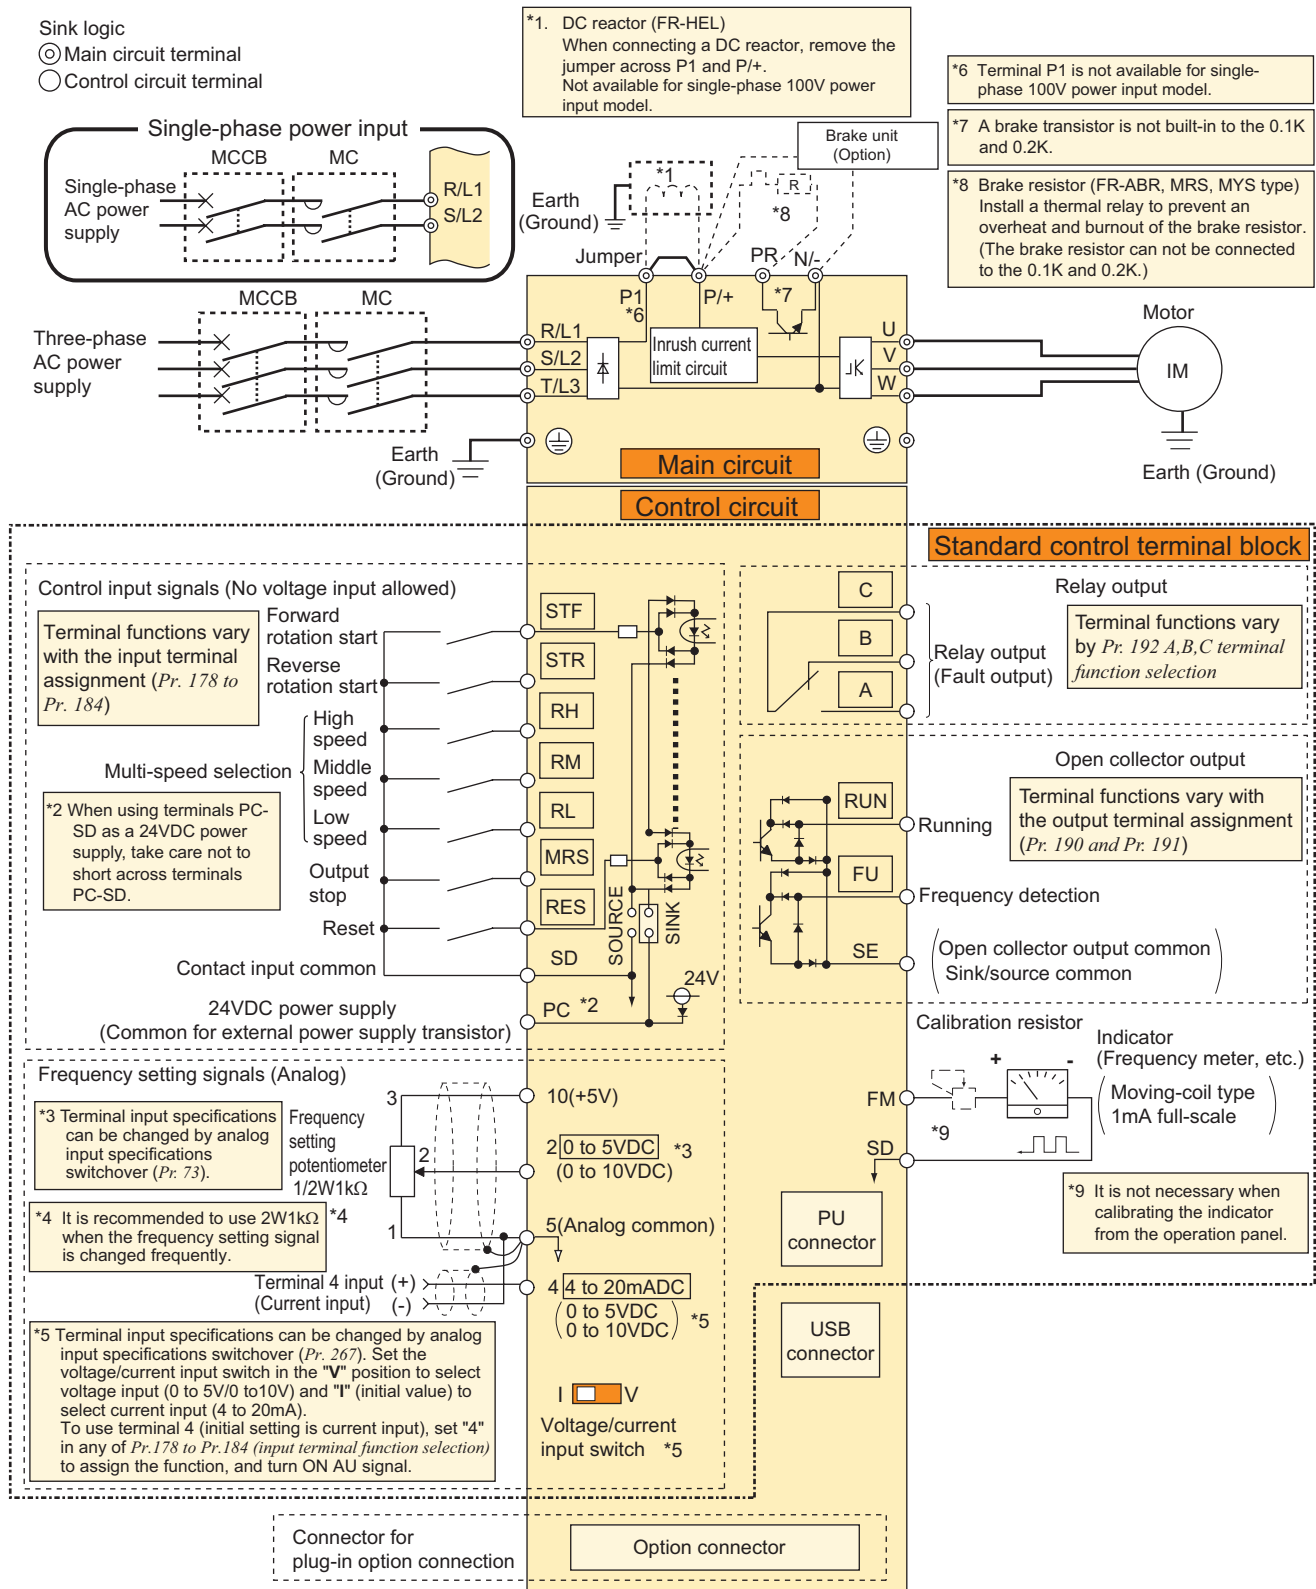 Sink logic
Main circuit terminal
Control circuit terminal
*1. DC reactor (FR-HEL)
When connecting a DC reactor, remove the
jumper across P1 and P/+.
Not available for single-phase 100V power
input model.
*6 Terminal P1 is not available for single-
phase 100V power input model.
*7 A brake transistor is not built-in to the 0.1K
and 0.2K.
*8 Brake resistor (FR-ABR, MRS, MYS type)
Install a thermal relay to prevent an
overheat and burnout of the brake resistor.
(The brake resistor can not be connected
to the 0.1K and 0.2K.)
Single-phase power input
MCCB
MC
Single-phase
AC power
supply
R/L1
S/L2
Brake unit
(Option)
*1
R
*8
Earth
(Ground)
Jumper
PR
N/-
P1
*6
P/+
*7
MCCB
MC
Three-phase
AC power
supply
R/L1
S/L2
T/L3
Inrush current
limit circuit
U
V
W
Motor
IM
Earth
(Ground)
Earth (Ground)
Main circuit
Control circuit
Standard control terminal block
Control input signals (No voltage input allowed)
Terminal functions vary
with the input terminal
assignment (Pr. 178 to
Pr. 184)
Forward
rotation start
Reverse
rotation start
High
speed
Multi-speed selection
Middle
speed
Low
speed
*2 When using terminals PC-
SD as a 24VDC power
supply, take care not to
short across terminals
PC-SD.
Output
stop
Reset
Contact input common
24VDC power supply
(Common for external power supply transistor)
STF
STR
RH
RM
RL
MRS
RES
SD
PC *2
SOURCE
SINK
24V
C
B
A
Relay output
Relay output
(Fault output)
Terminal functions vary
by Pr. 192 A,B,C terminal
function selection
Open collector output
RUN
Running
Terminal functions vary with
the output terminal assignment
(Pr. 190 and Pr. 191)
FU
Frequency detection
SE
Open collector output common
Sink/source common
Calibration resistor
Indicator
(Frequency meter, etc.)
+ -
Moving-coil type
1mA full-scale
FM
*9
SD
*9 It is not necessary when
calibrating the indicator
from the operation panel.
Frequency setting signals (Analog)
*3 Terminal input specifications
can be changed by analog
input specifications
switchover (Pr. 73).
Frequency
setting
potentiometer
1/2W1kΩ
*4
3
2
1
*4 It is recommended to use 2W1kΩ
when the frequency setting signal
is changed frequently.
10(+5V)
2 0 to 5VDC *3
(0 to 10VDC)
5(Analog common)
Terminal 4 input (+)
(Current input) (-)
4 4 to 20mADC
0 to 5VDC
0 to 10VDC
*5
PU
connector
USB
connector
*5 Terminal input specifications can be changed by analog
input specifications switchover (Pr. 267). Set the
voltage/current input switch in the "V" position to select
voltage input (0 to 5V/0 to10V) and "I" (initial value) to
select current input (4 to 20mA).
To use terminal 4 (initial setting is current input), set "4"
in any of Pr.178 to Pr.184 (input terminal function selection)
to assign the function, and turn ON AU signal.
I V
Voltage/current
input switch *5
Connector for
plug-in option connection
Option connector